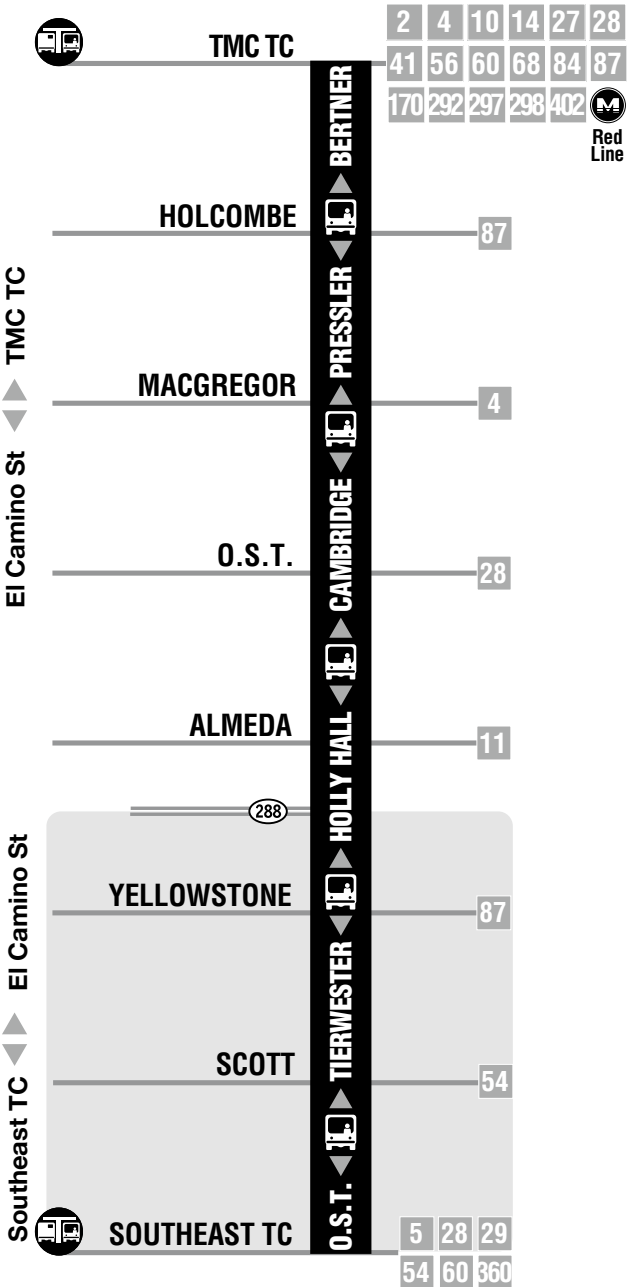 TMC TC
2 4 10 14 27 28
41 56 60 68 84 87
170 292 297 298 402 M
Red
Line
BERTNER
HOLCOMBE
87
PRESSLER
TMC TC
El Camino St
MACGREGOR
4
CAMBRIDGE
O.S.T.
28
ALMEDA
11
HOLLY HALL
288
El Camino St
Southeast TC
YELLOWSTONE
87
TIERWESTER
SCOTT
54
O.S.T.
SOUTHEAST TC
5 28 29
54 60 360